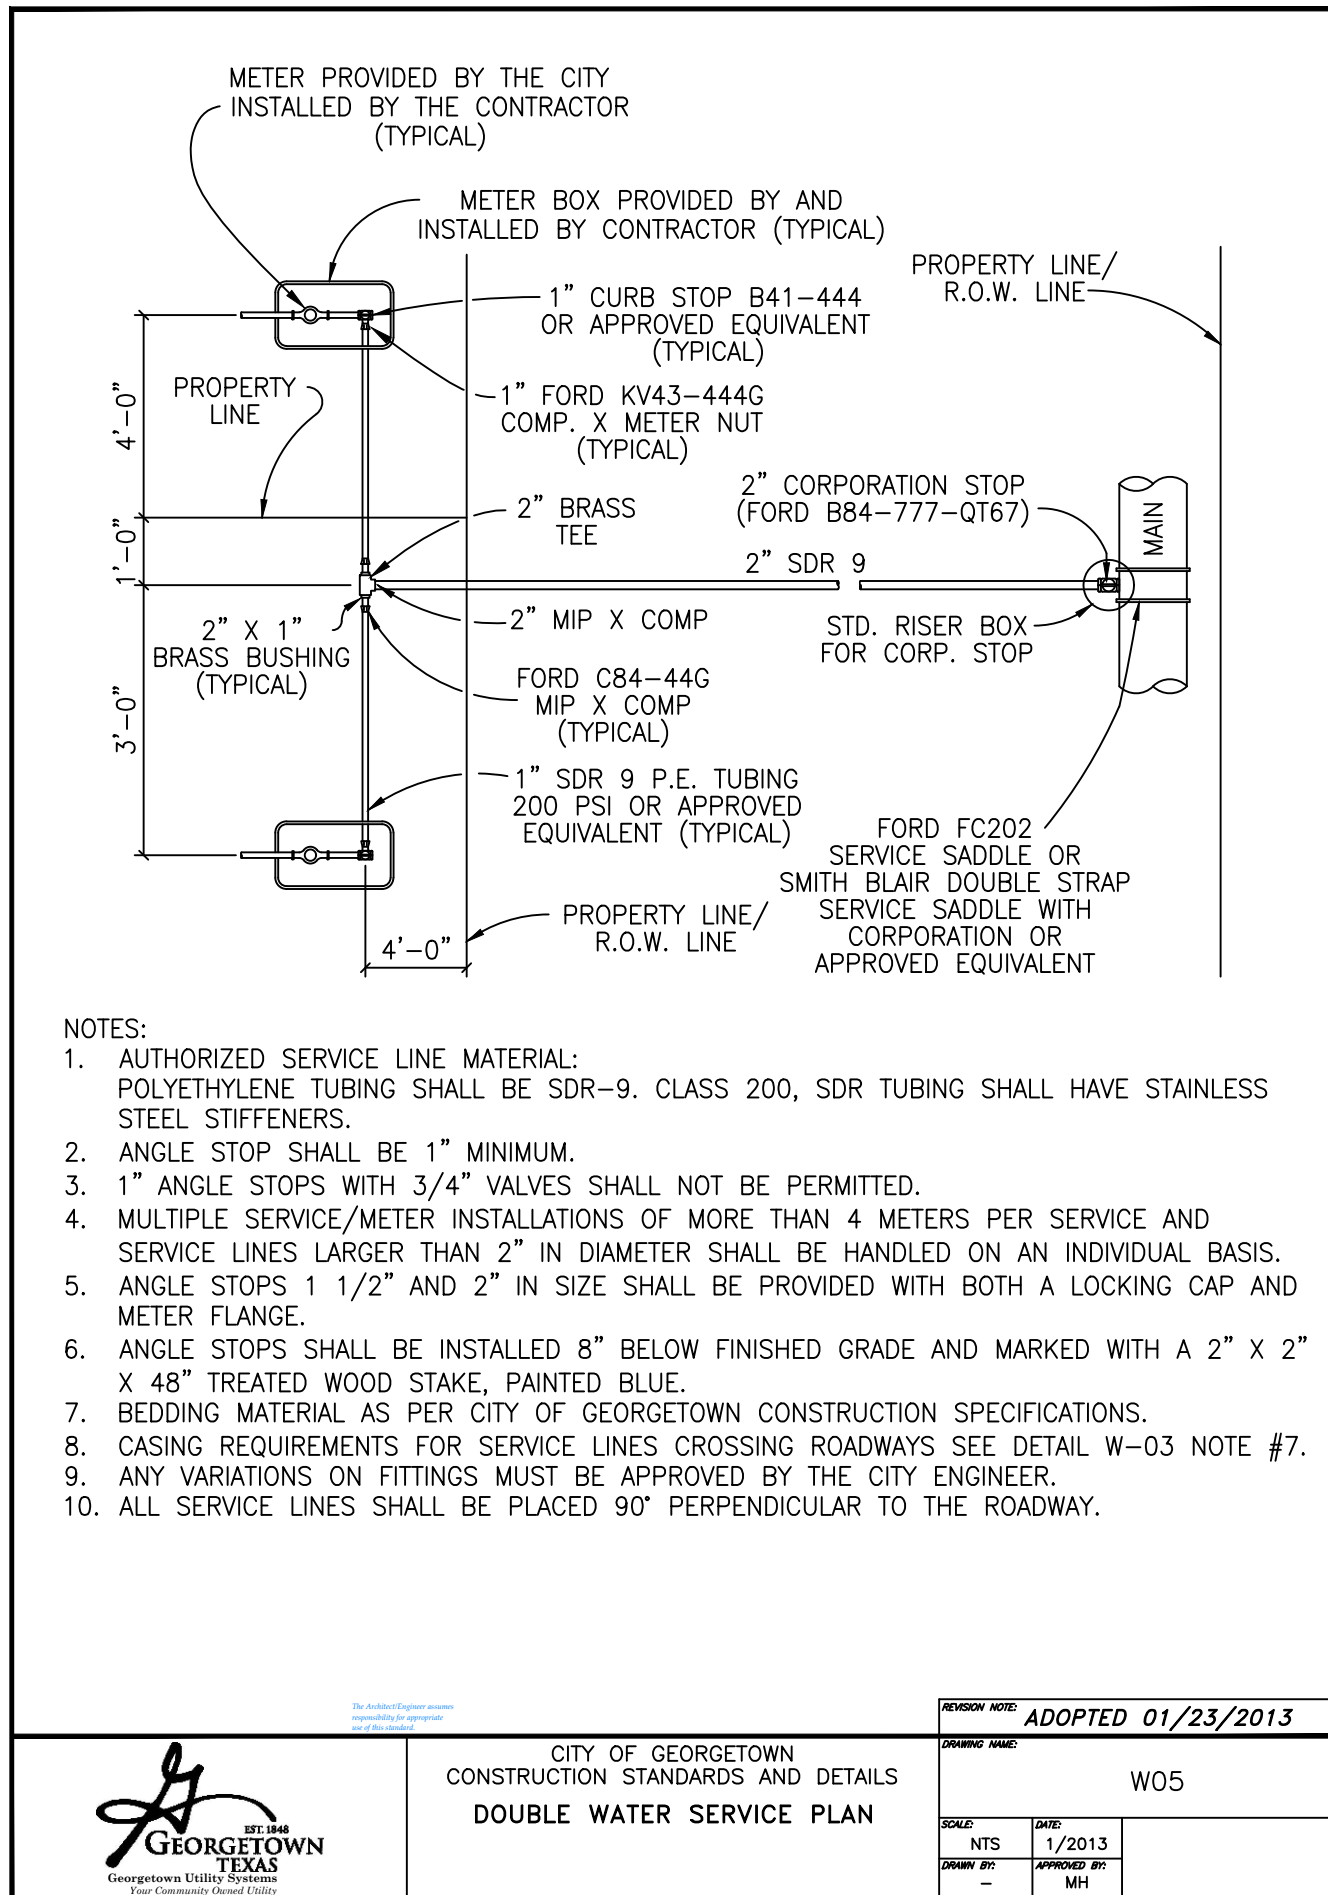 METER PROVIDED BY THE CITY
INSTALLED BY THE CONTRACTOR
(TYPICAL)
METER BOX PROVIDED BY AND
INSTALLED BY CONTRACTOR (TYPICAL)
PROPERTY LINE/
R.O.W. LINE
1" CURB STOP B41-444
OR APPROVED EQUIVALENT
(TYPICAL)
PROPERTY
LINE
4'-0"
1" FORD KV43-444G
COMP. X METER NUT
(TYPICAL)
2" CORPORATION STOP
(FORD B84-777-QT67)
MAIN
2" BRASS
TEE
1'-0"
2" SDR 9
2" X 1"
BRASS BUSHING
(TYPICAL)
2" MIP X COMP
STD. RISER BOX
FOR CORP. STOP
FORD C84-44G
MIP X COMP
(TYPICAL)
3'-0"
1" SDR 9 P.E. TUBING
200 PSI OR APPROVED
EQUIVALENT (TYPICAL)
FORD FC202
SERVICE SADDLE OR
SMITH BLAIR DOUBLE STRAP
SERVICE SADDLE WITH
CORPORATION OR
APPROVED EQUIVALENT
PROPERTY LINE/
R.O.W. LINE
4'-0"
NOTES:
1. AUTHORIZED SERVICE LINE MATERIAL:
POLYETHYLENE TUBING SHALL BE SDR-9. CLASS 200, SDR TUBING SHALL HAVE STAINLESS
STEEL STIFFENERS.
2. ANGLE STOP SHALL BE 1" MINIMUM.
3. 1" ANGLE STOPS WITH 3/4" VALVES SHALL NOT BE PERMITTED.
4. MULTIPLE SERVICE/METER INSTALLATIONS OF MORE THAN 4 METERS PER SERVICE AND
SERVICE LINES LARGER THAN 2" IN DIAMETER SHALL BE HANDLED ON AN INDIVIDUAL BASIS.
5. ANGLE STOPS 1 1/2" AND 2" IN SIZE SHALL BE PROVIDED WITH BOTH A LOCKING CAP AND
METER FLANGE.
6. ANGLE STOPS SHALL BE INSTALLED 8" BELOW FINISHED GRADE AND MARKED WITH A 2" X 2"
X 48" TREATED WOOD STAKE, PAINTED BLUE.
7. BEDDING MATERIAL AS PER CITY OF GEORGETOWN CONSTRUCTION SPECIFICATIONS.
8. CASING REQUIREMENTS FOR SERVICE LINES CROSSING ROADWAYS SEE DETAIL W-03 NOTE #7.
9. ANY VARIATIONS ON FITTINGS MUST BE APPROVED BY THE CITY ENGINEER.
10. ALL SERVICE LINES SHALL BE PLACED 90° PERPENDICULAR TO THE ROADWAY.
The Architect/Engineer assumes
responsibility for appropriate
use of this standard.
REVISION NOTE: ADOPTED 01/23/2013
G
EST. 1848
GEORGETOWN
TEXAS
Georgetown Utility Systems
Your Community Owned Utility
CITY OF GEORGETOWN
CONSTRUCTION STANDARDS AND DETAILS
DOUBLE WATER SERVICE PLAN
DRAWING NAME:
W05
SCALE:
NTS
DATE:
1/2013
DRAWN BY:
-
APPROVED BY:
MH